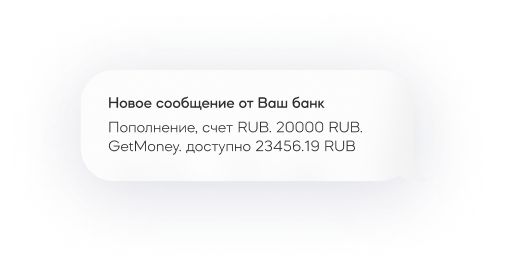 Новое сообщение от Ваш банк
Пополнение, счет RUB. 20000 RUB.
GetMoney. доступно 23456.19 RUB